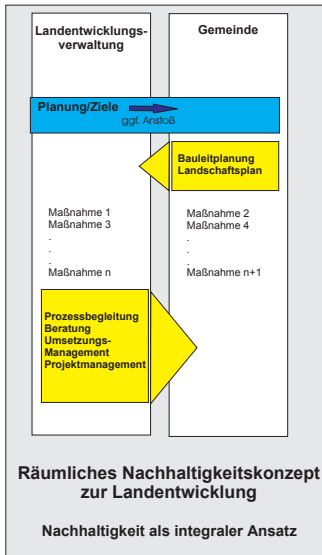 Landentwicklungs-
verwaltung
Gemeinde
Planung/Ziele
ggf. Anstoß
Bauleitplanung
Landschaftsplan
Maßnahme 1
Maßnahme 3
.
.
.
Maßnahme n
Maßnahme 2
Maßnahme 4
.
.
.
Maßnahme n+1
Prozessbegleitung
Beratung
Umsetzungs-
Management
Projektmanagement
Räumliches Nachhaltigkeitskonzept
zur Landentwicklung
Nachhaltigkeit als integraler Ansatz